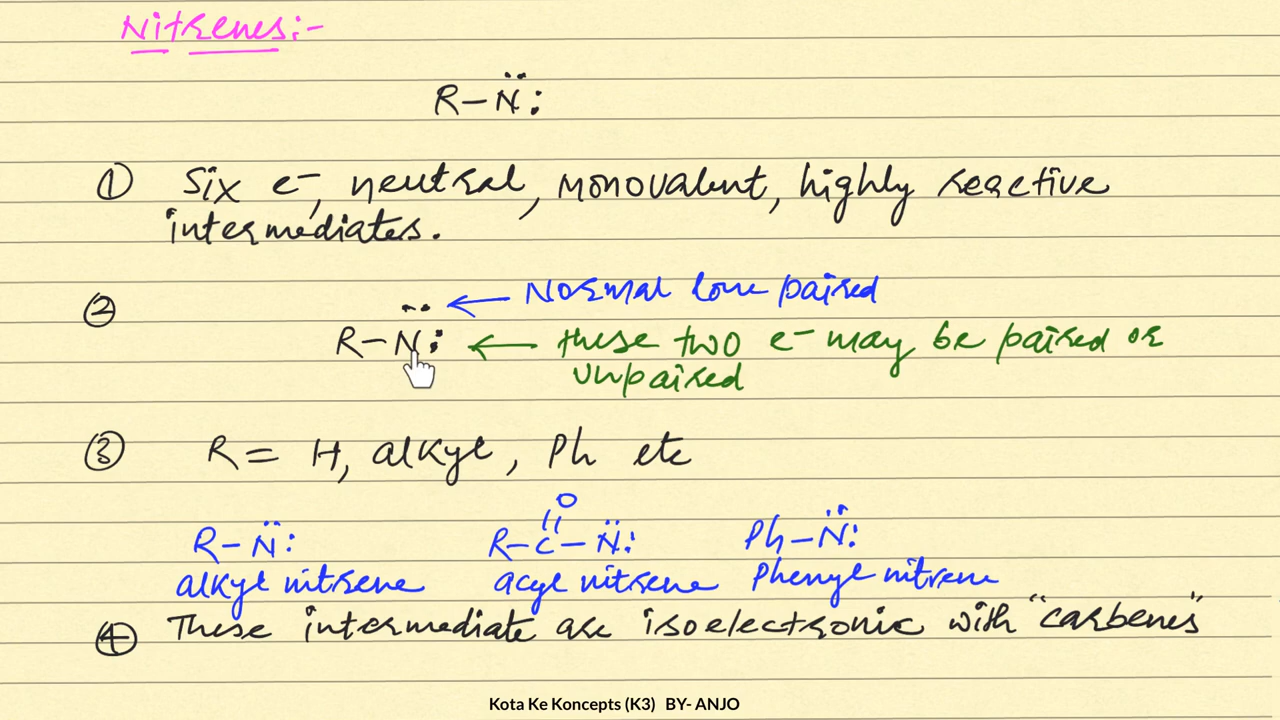 Nitrenes:-
R-N̈:
① Six e⁻, neutral, monovalent, highly reactive
intermediates.
② R-N̈: ← Normal lone paired
← these two e⁻ may be paired or
unpaired
③ R = H, alkyl, Ph etc
R-N̈: R-C(=O)-N̈: Ph-N̈:
alkyl nitrene acyl nitrene Phenyl nitrene
④ These intermediate are isoelectronic with "carbenes"
Kota Ke Koncepts (K3) BY- ANJO